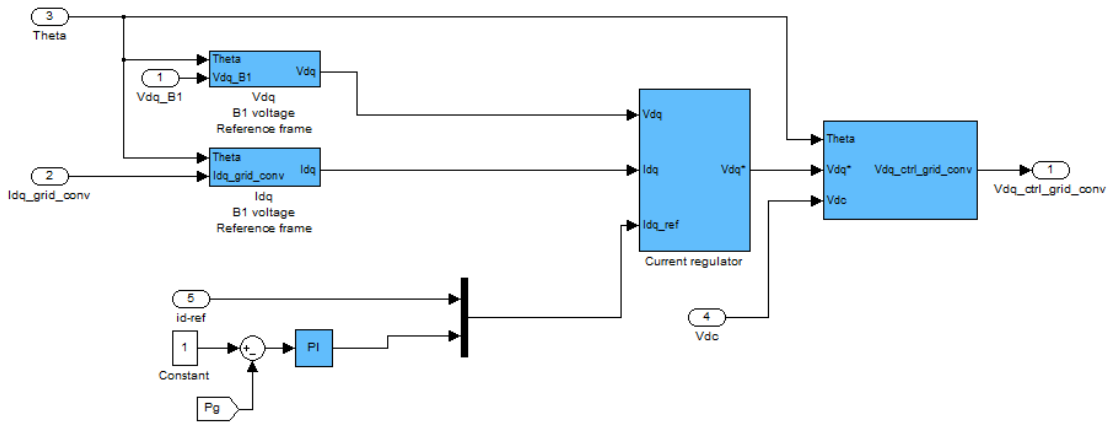 3
Theta
Theta
Vdq_B1
Vdq
1
Vdq_B1
Vdq
B1 voltage
Reference frame
Theta
Idq_grid_conv
Idq
2
Idq_grid_conv
Idq
B1 voltage
Reference frame
Vdq
Idq
Idq_ref
Vdq*
Current regulator
Theta
Vdq*
Vdc
Vdq_ctrl_grid_conv
1
Vdq_ctrl_grid_conv
5
id-ref
4
Vdc
1
Constant
+
−
PI
Pg